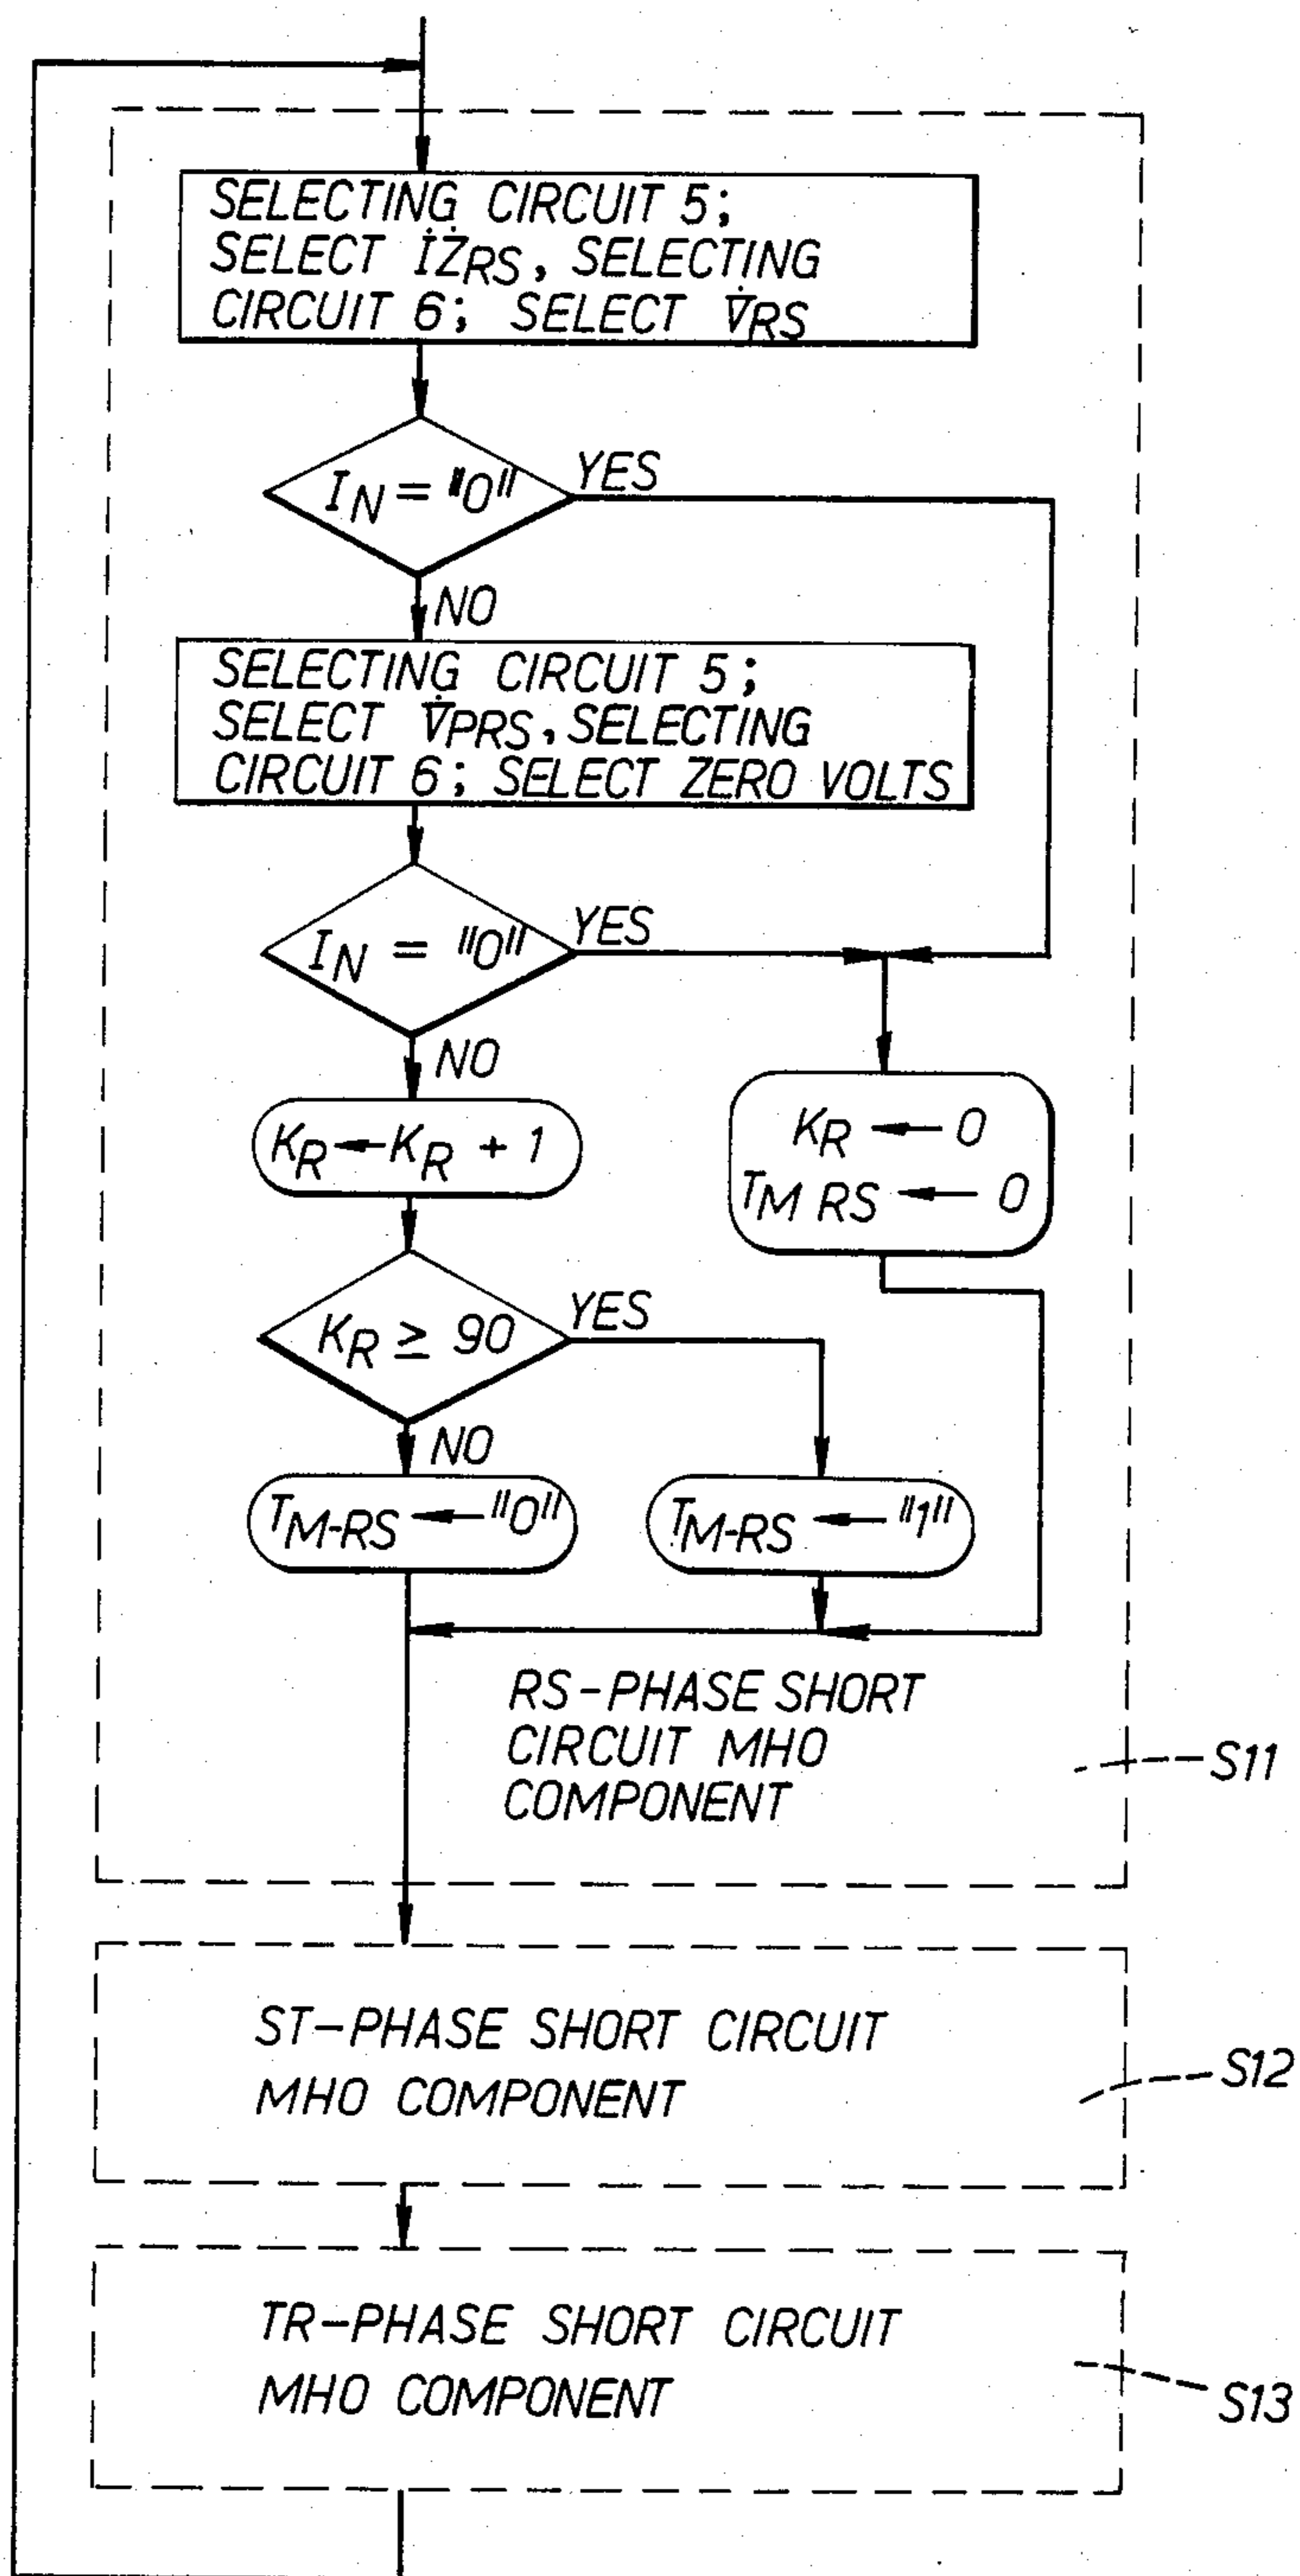 SELECTING CIRCUIT 5;
SELECT İŻRS, SELECTING
CIRCUIT 6; SELECT V̇RS
IN = "0"
YES
NO
SELECTING CIRCUIT 5;
SELECT V̇PRS, SELECTING
CIRCUIT 6; SELECT ZERO VOLTS
IN = "0"
YES
NO
KR ← KR + 1
KR ← 0
TM RS ← 0
KR ≥ 90
YES
NO
TM-RS ← "0"
TM-RS ← "1"
RS-PHASE SHORT
CIRCUIT MHO
COMPONENT
S11
ST-PHASE SHORT CIRCUIT
MHO COMPONENT
S12
TR-PHASE SHORT CIRCUIT
MHO COMPONENT
S13